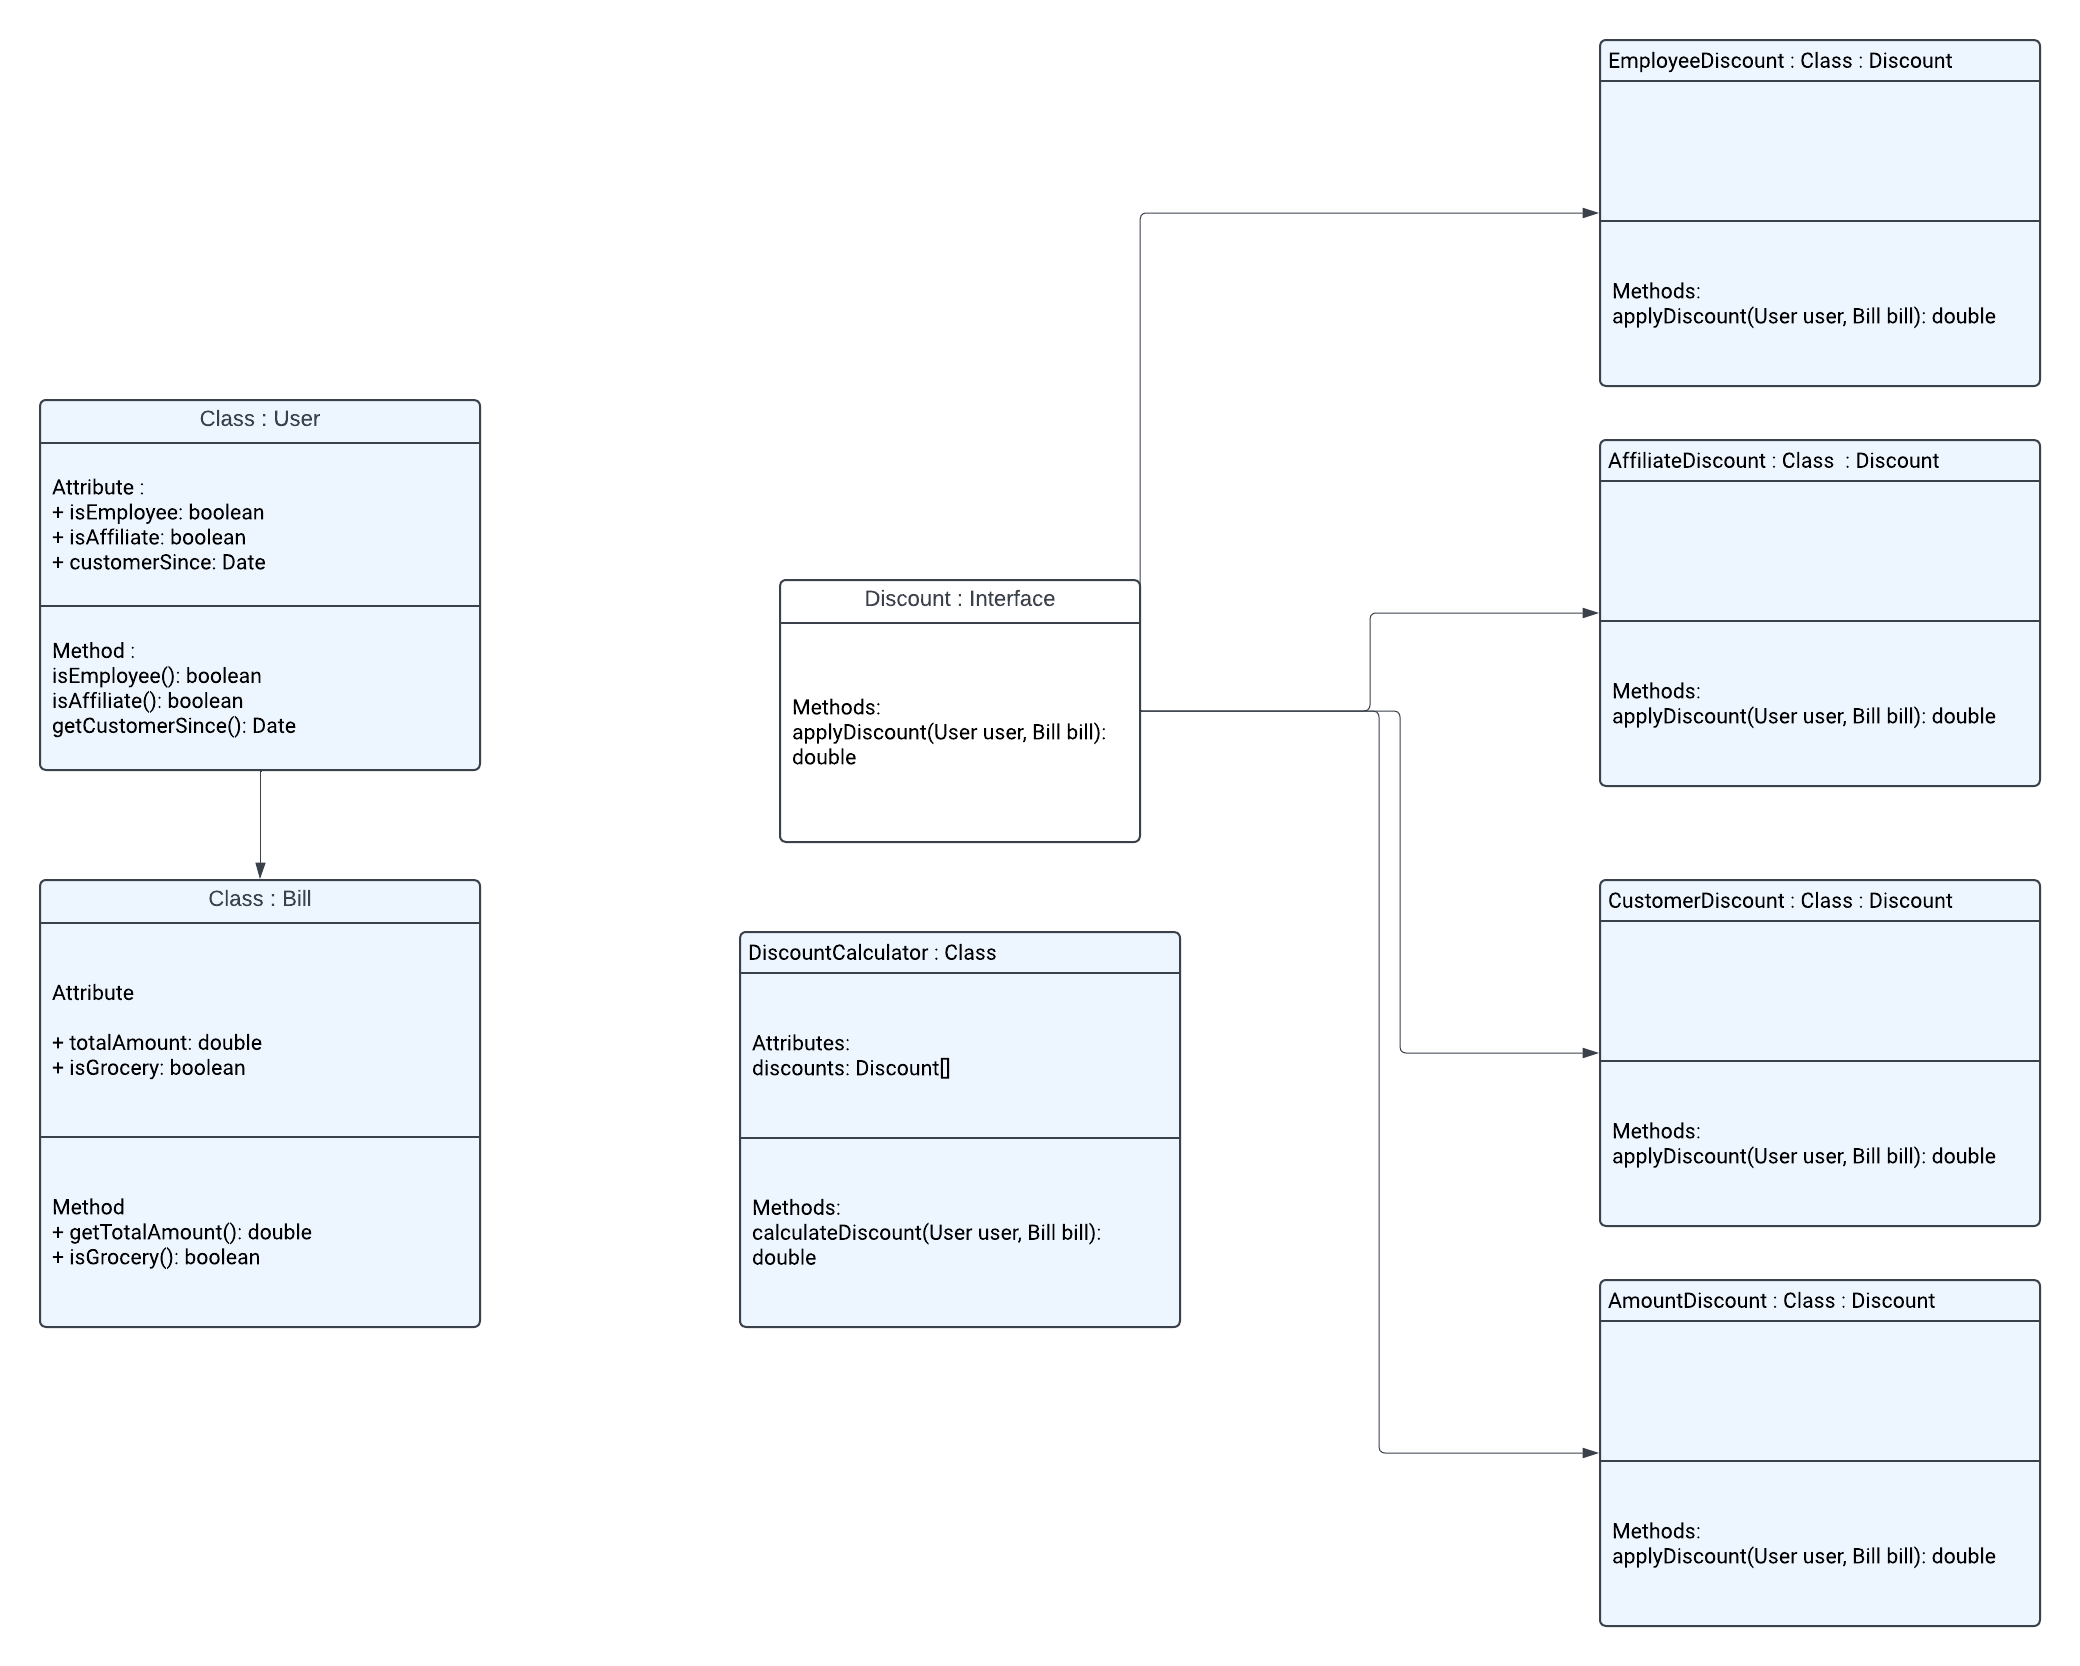 Class : User
Attribute :
+ isEmployee: boolean
+ isAffiliate: boolean
+ customerSince: Date
Method :
isEmployee(): boolean
isAffiliate(): boolean
getCustomerSince(): Date
Class : Bill
Attribute
+ totalAmount: double
+ isGrocery: boolean
Method
+ getTotalAmount(): double
+ isGrocery(): boolean
Discount : Interface
Methods:
applyDiscount(User user, Bill bill):
double
DiscountCalculator : Class
Attributes:
discounts: Discount[]
Methods:
calculateDiscount(User user, Bill bill):
double
EmployeeDiscount : Class : Discount
Methods:
applyDiscount(User user, Bill bill): double
AffiliateDiscount : Class  : Discount
Methods:
applyDiscount(User user, Bill bill): double
CustomerDiscount : Class : Discount
Methods:
applyDiscount(User user, Bill bill): double
AmountDiscount : Class : Discount
Methods:
applyDiscount(User user, Bill bill): double